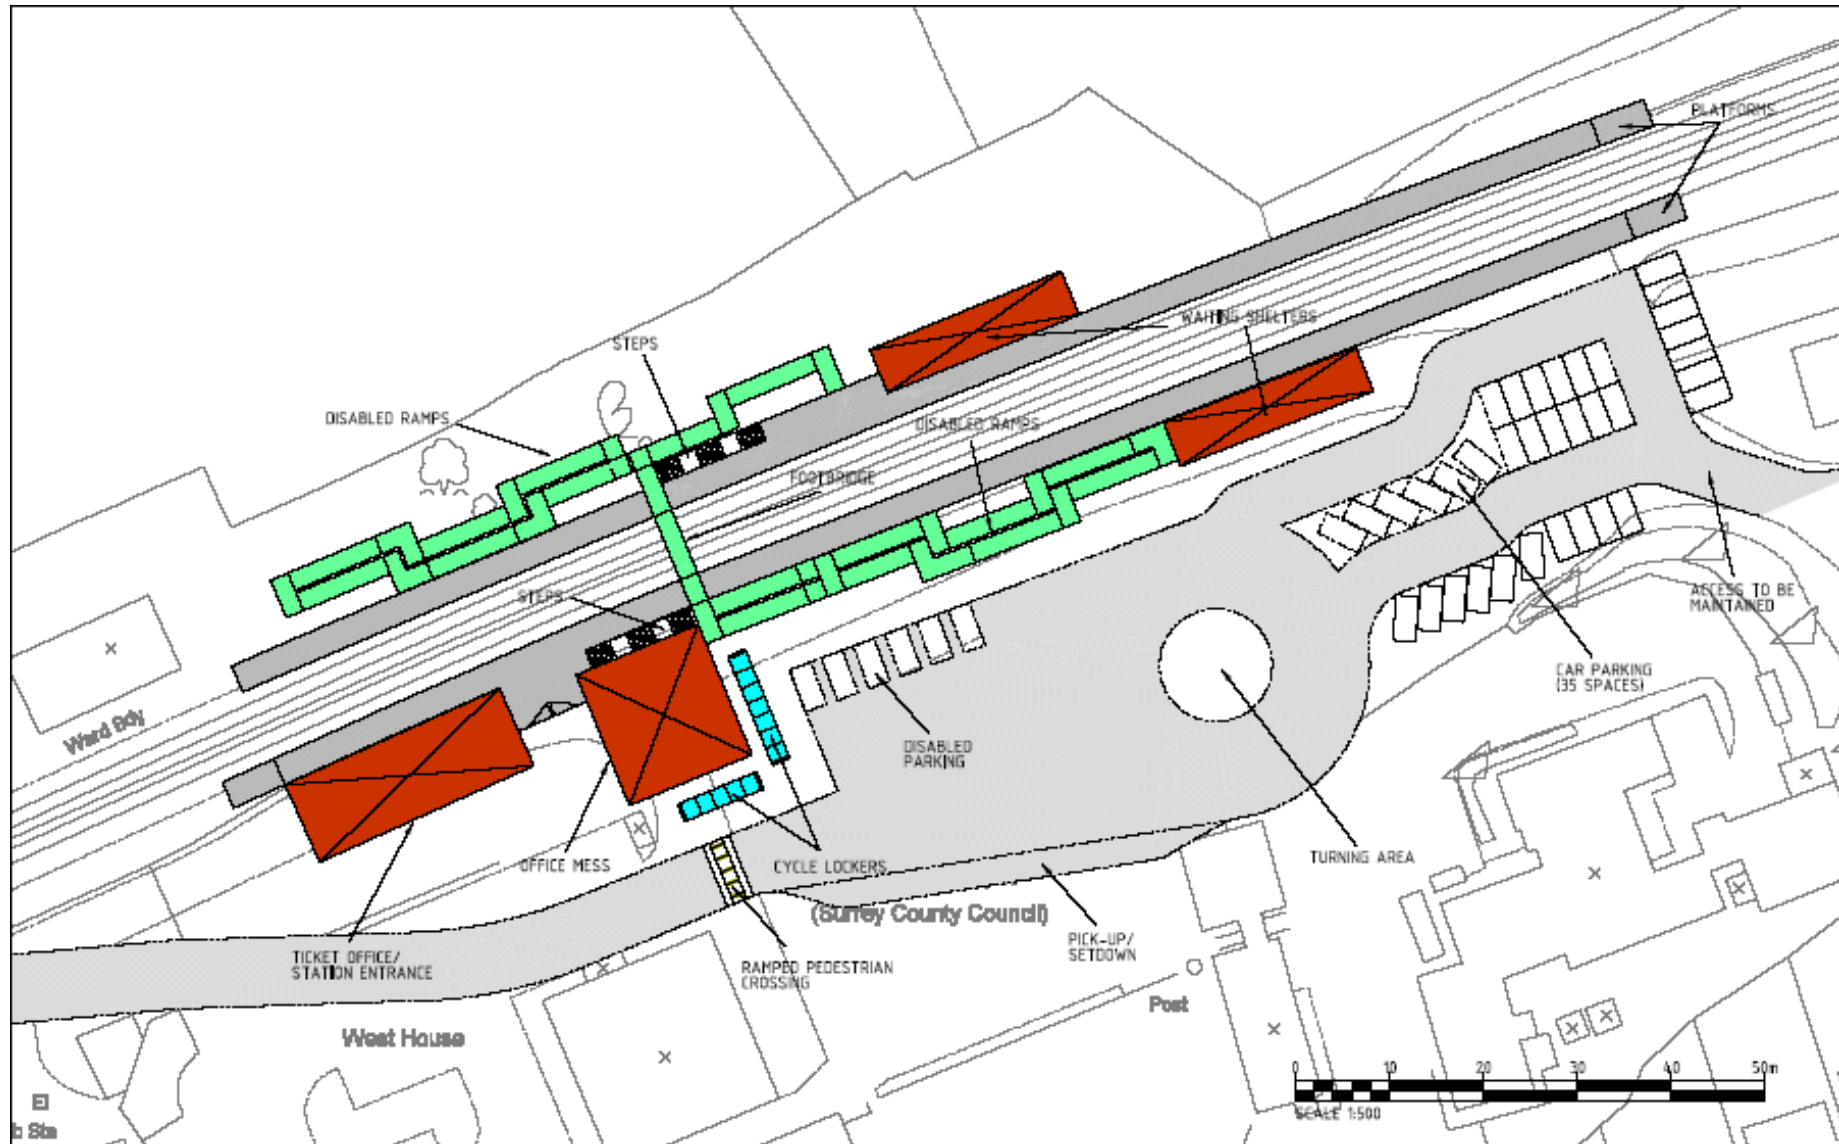 PLATFORMS
WAITING SHELTERS
STEPS
DISABLED RAMPS
DISABLED RAMPS
FOOTBRIDGE
STEPS
ACCESS TO BE
MAINTAINED
CAR PARKING
(35 SPACES)
Ward Bdy
DISABLED
PARKING
TURNING AREA
OFFICE MESS
CYCLE LOCKERS
(Surrey County Council)
PICK-UP/
SETDOWN
TICKET OFFICE/
STATION ENTRANCE
RAMPED PEDESTRIAN
CROSSING
Post
West House
0 10 20 30 40 50m
SCALE 1:500
El
b Sta